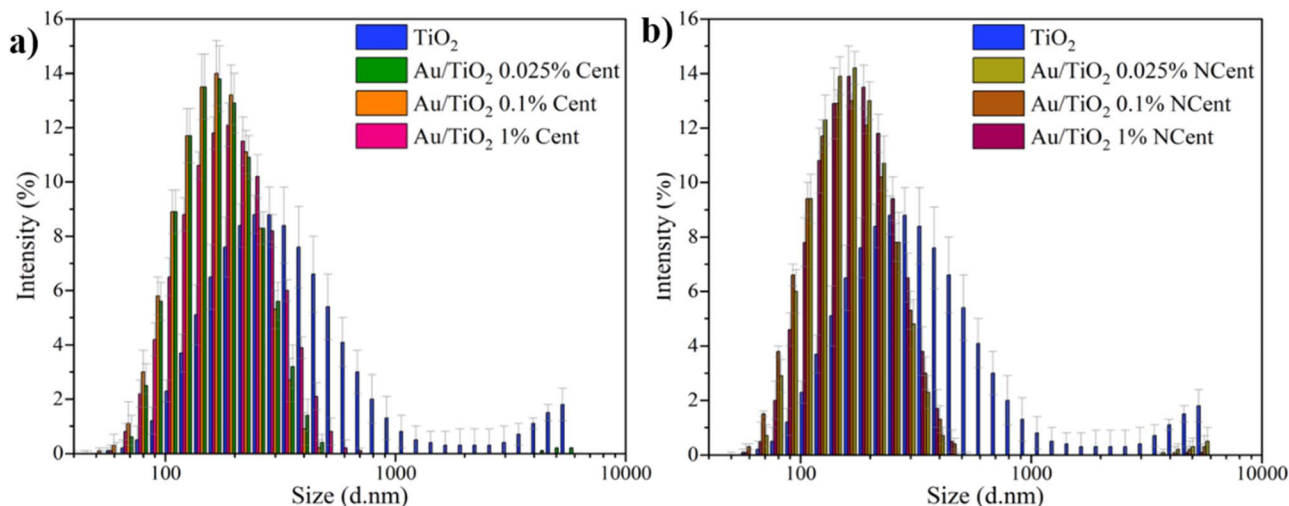 a)
16
14
12
10
8
6
4
2
0
Intensity (%)
TiO₂
Au/TiO₂ 0.025% Cent
Au/TiO₂ 0.1% Cent
Au/TiO₂ 1% Cent
100 1000 10000
Size (d.nm)
b)
16
14
12
10
8
6
4
2
0
Intensity (%)
TiO₂
Au/TiO₂ 0.025% NCent
Au/TiO₂ 0.1% NCent
Au/TiO₂ 1% NCent
100 1000 10000
Size (d.nm)